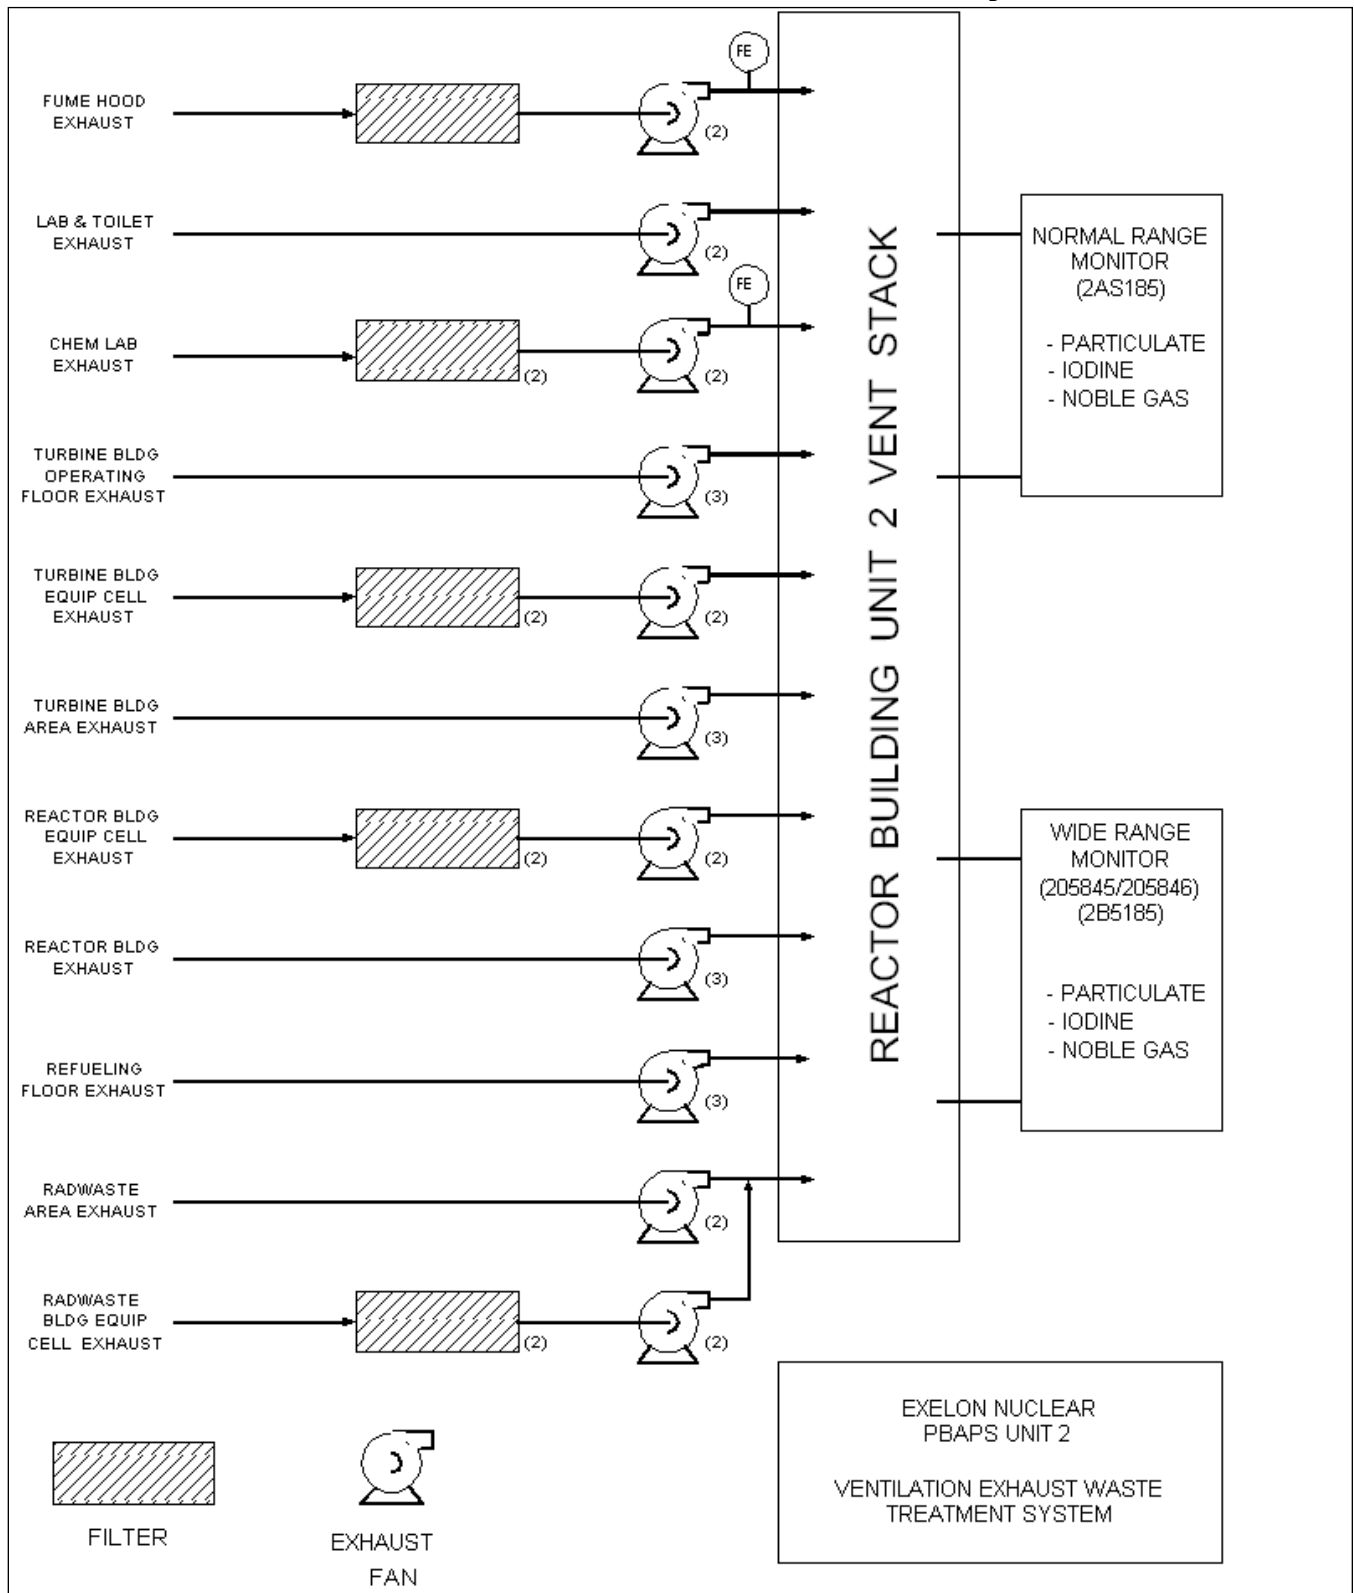 FE
FUME HOOD
EXHAUST
(2)
LAB & TOILET
EXHAUST
(2)
FE
CHEM LAB
EXHAUST
(2)
(2)
TURBINE BLDG
OPERATING
FLOOR EXHAUST
(3)
TURBINE BLDG
EQUIP CELL
EXHAUST
(2)
(2)
TURBINE BLDG
AREA EXHAUST
(3)
REACTOR BLDG
EQUIP CELL
EXHAUST
(2)
(2)
REACTOR BLDG
EXHAUST
(3)
REFUELING
FLOOR EXHAUST
(3)
RADWASTE
AREA EXHAUST
(2)
RADWASTE
BLDG EQUIP
CELL EXHAUST
(2)
(2)
REACTOR BUILDING UNIT 2 VENT STACK
NORMAL RANGE
MONITOR
(2AS185)
- PARTICULATE
- IODINE
- NOBLE GAS
WIDE RANGE
MONITOR
(205845/205846)
(2B5185)
- PARTICULATE
- IODINE
- NOBLE GAS
FILTER
EXHAUST
FAN
EXELON NUCLEAR
PBAPS UNIT 2
VENTILATION EXHAUST WASTE
TREATMENT SYSTEM